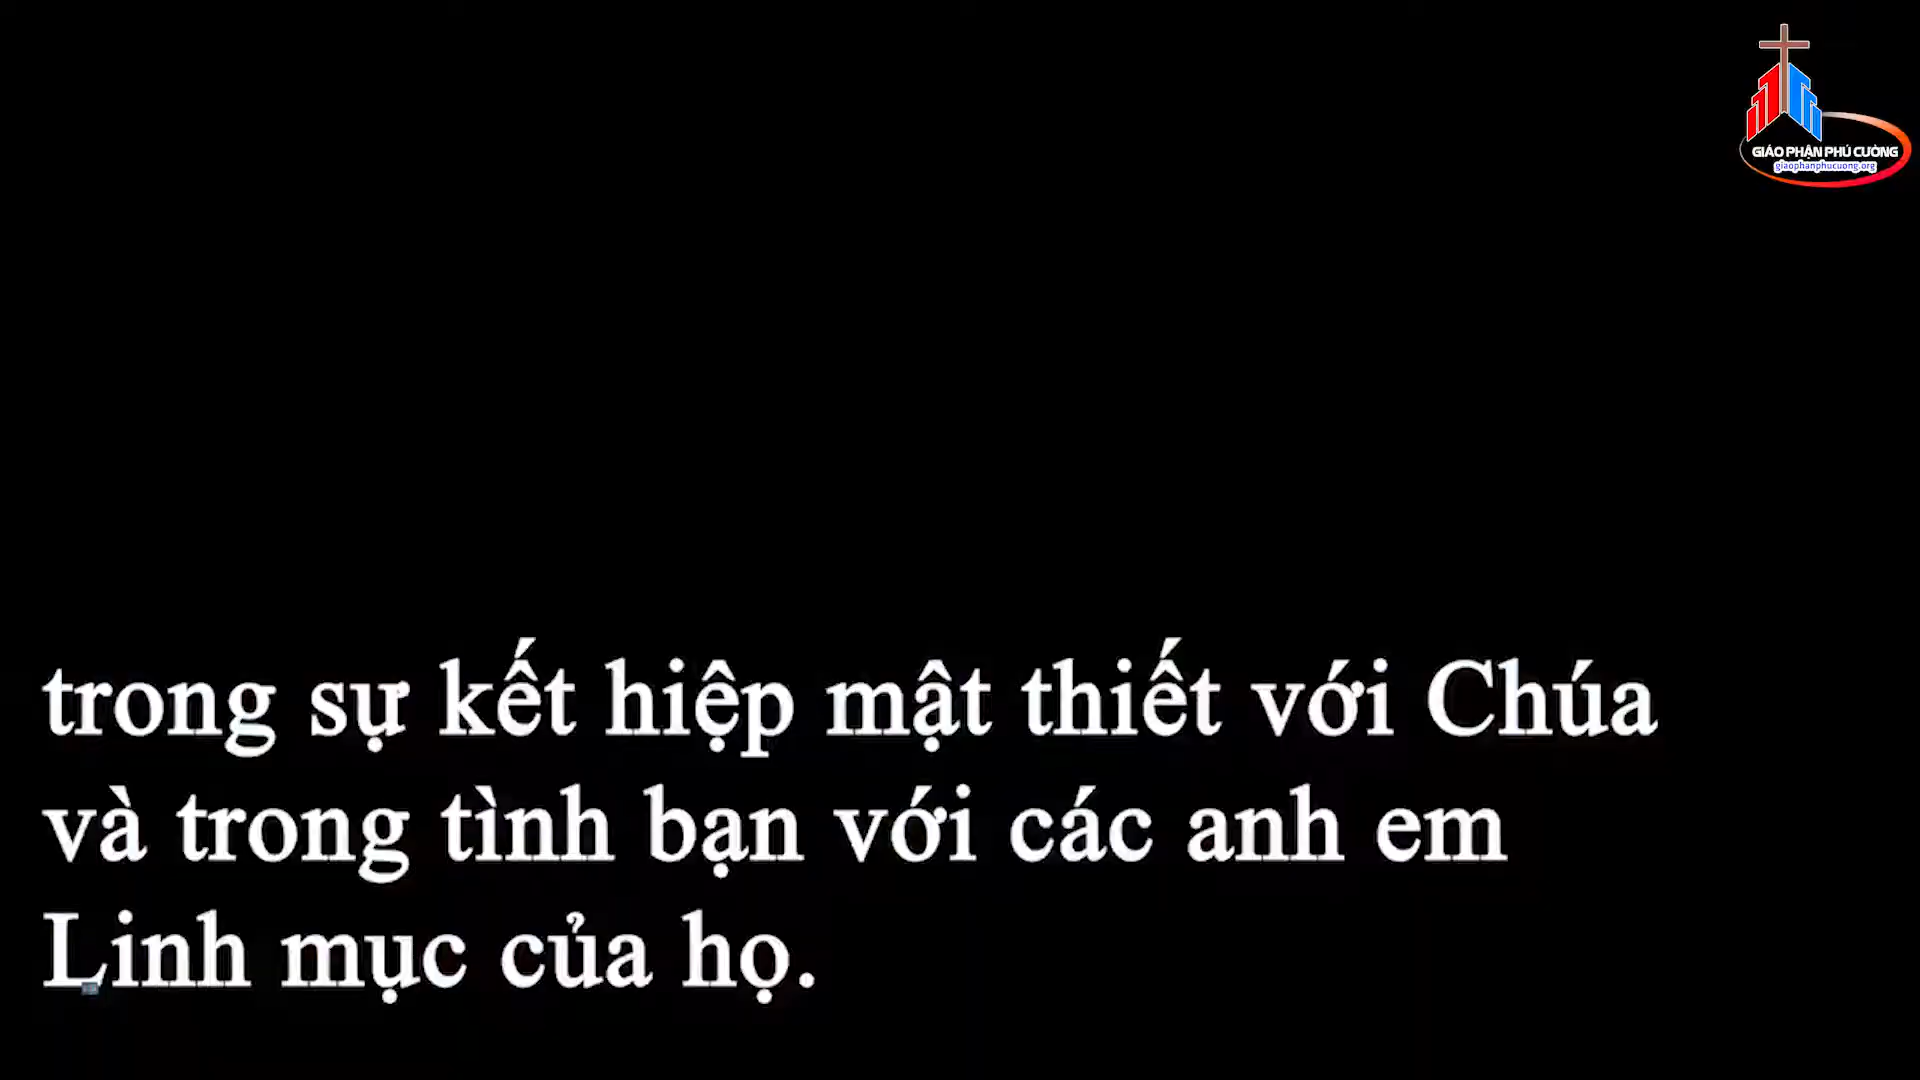 GIÁO PHẬN PHÚ CƯỜNG
giaophanphucuong.org
trong sự kết hiệp mật thiết với Chúa
và trong tình bạn với các anh em
Linh mục của họ.